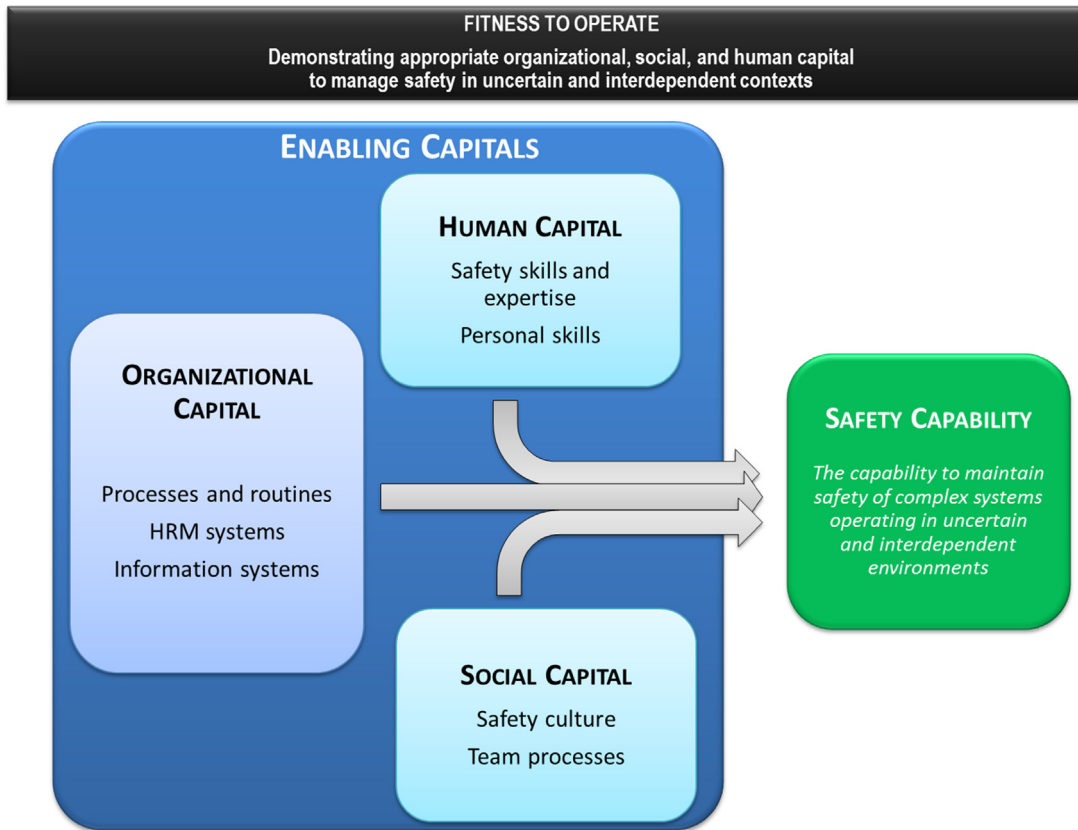 FITNESS TO OPERATE
Demonstrating appropriate organizational, social, and human capital
to manage safety in uncertain and interdependent contexts
ENABLING CAPITALS
HUMAN CAPITAL
Safety skills and
expertise
Personal skills
ORGANIZATIONAL
CAPITAL
Processes and routines
HRM systems
Information systems
SOCIAL CAPITAL
Safety culture
Team processes
SAFETY CAPABILITY
The capability to maintain
safety of complex systems
operating in uncertain
and interdependent
environments